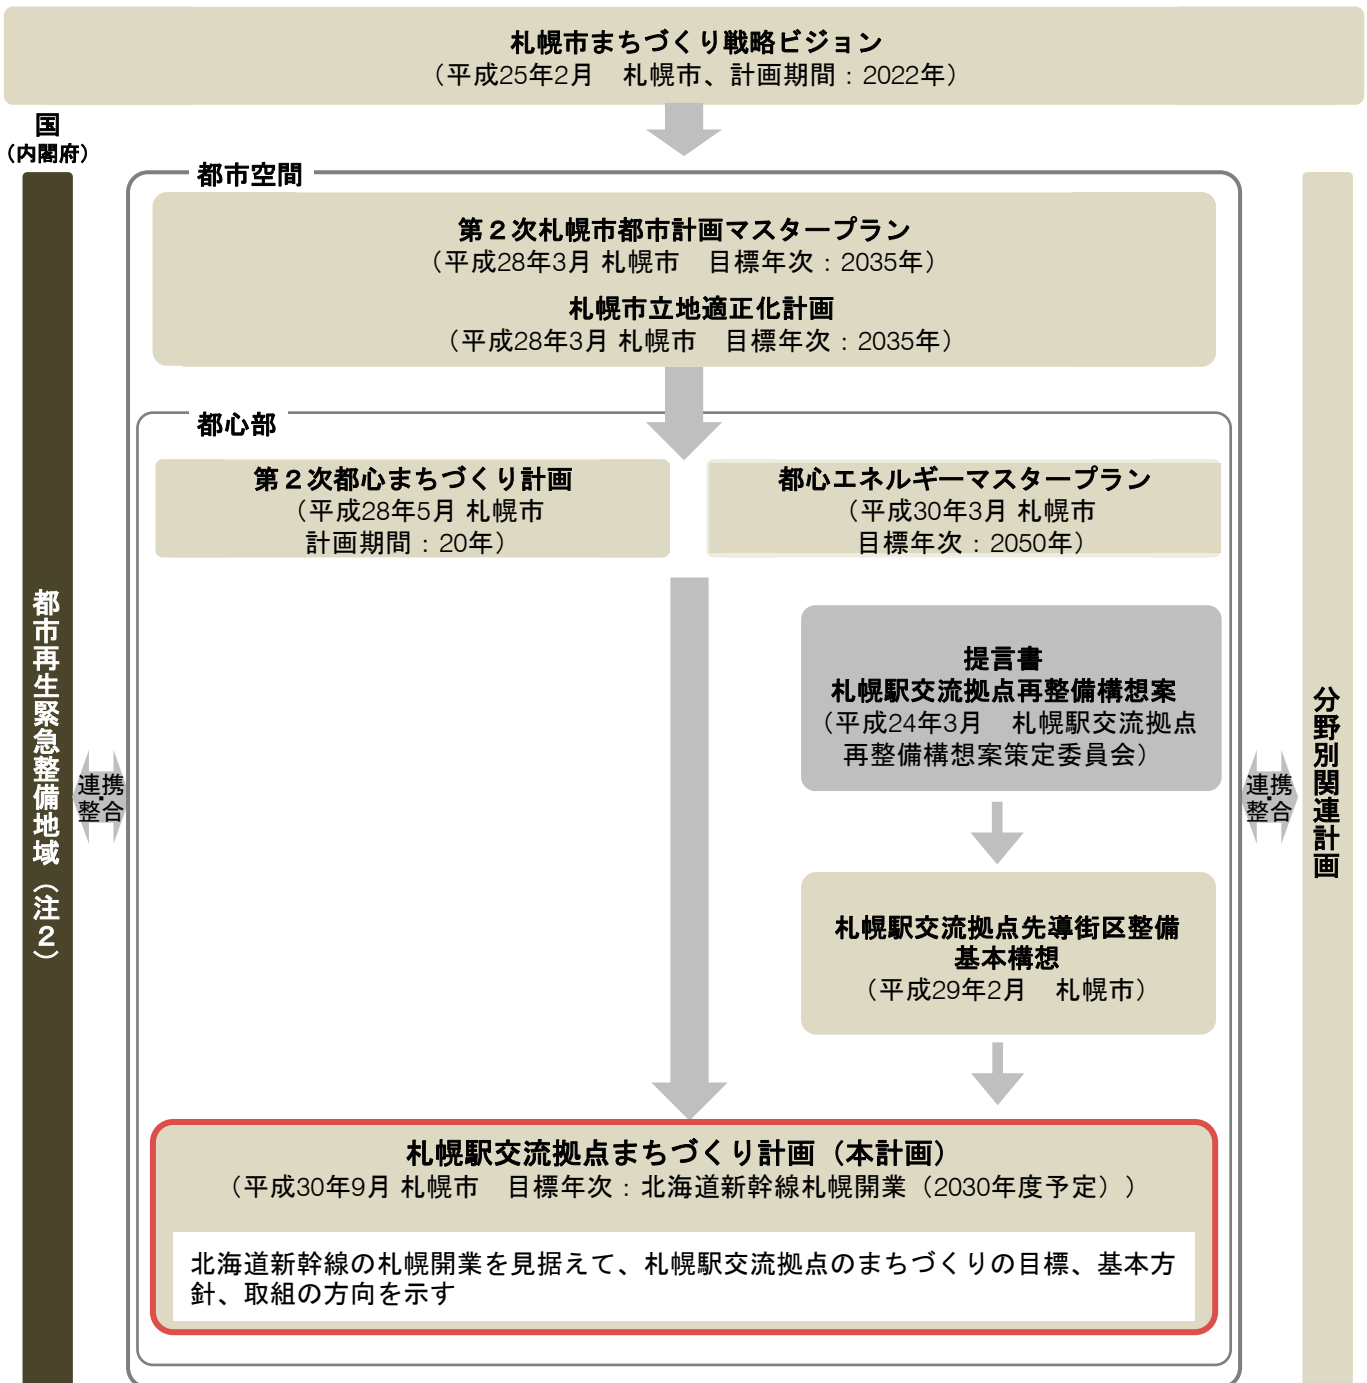 札幌市まちづくり戦略ビジョン
（平成25年2月　札幌市、計画期間：2022年）
国
（内閣府）
都市空間
第２次札幌市都市計画マスタープラン
（平成28年3月 札幌市　目標年次：2035年）
札幌市立地適正化計画
（平成28年3月 札幌市　目標年次：2035年）
都心部
第２次都心まちづくり計画
（平成28年5月 札幌市
計画期間：20年）
都心エネルギーマスタープラン
（平成30年3月 札幌市
目標年次：2050年）
都市再生緊急整備地域（注２）
連携・
整合
提言書
札幌駅交流拠点再整備構想案
（平成24年3月　札幌駅交流拠点
再整備構想案策定委員会）
連携・
整合
分野別関連計画
札幌駅交流拠点先導街区整備
基本構想
（平成29年2月　札幌市）
札幌駅交流拠点まちづくり計画（本計画）
（平成30年9月 札幌市　目標年次：北海道新幹線札幌開業（2030年度予定））
北海道新幹線の札幌開業を見据えて、札幌駅交流拠点のまちづくりの目標、基本方
針、取組の方向を示す